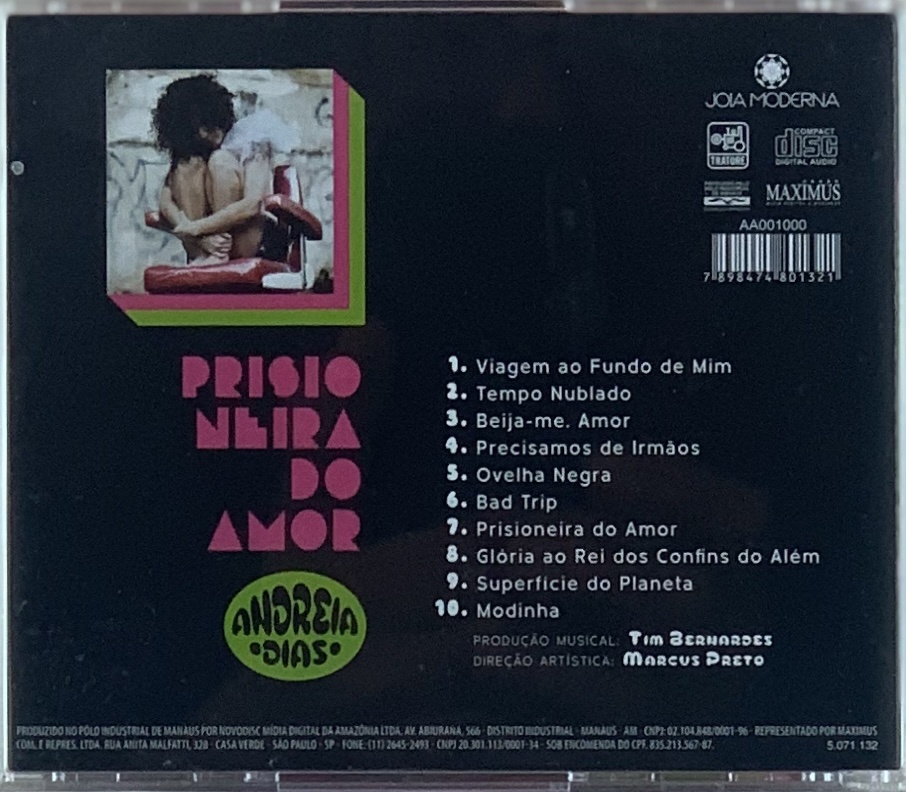 JOIA MODERNA
TRATORE
COMPACT
disc
DIGITAL AUDIO
MAXIMUS
AA001000
7 898474 801321
PRISIO
NEIRA
DO
AMOR
ANDREIA
•DIAS•
1. Viagem ao Fundo de Mim
2. Tempo Nublado
3. Beija-me, Amor
4. Precisamos de Irmãos
5. Ovelha Negra
6. Bad Trip
7. Prisioneira do Amor
8. Glória ao Rei dos Confins do Além
9. Superfície do Planeta
10. Modinha
PRODUÇÃO MUSICAL: TIM BERNARDES
DIREÇÃO ARTÍSTICA: MARCUS PRETO
PRODUZIDO NO PÓLO INDUSTRIAL DE MANAUS POR NOVODISC MÍDIA DIGITAL DA AMAZÔNIA LTDA. AV. ABIURANA, 566 - DISTRITO INDUSTRIAL - MANAUS - AM - CNPJ: 02.104.848/0001-96 - REPRESENTADO POR MAXIMUS
COM. E REPRES. LTDA. RUA ANITA MALFATTI, 328 - CASA VERDE - SÃO PAULO - SP - FONE: (11) 2645-2493 - CNPJ 20.301.113/0001-34 - SOB ENCOMENDA DO CPF. 835.213.567-87. 5.071.132